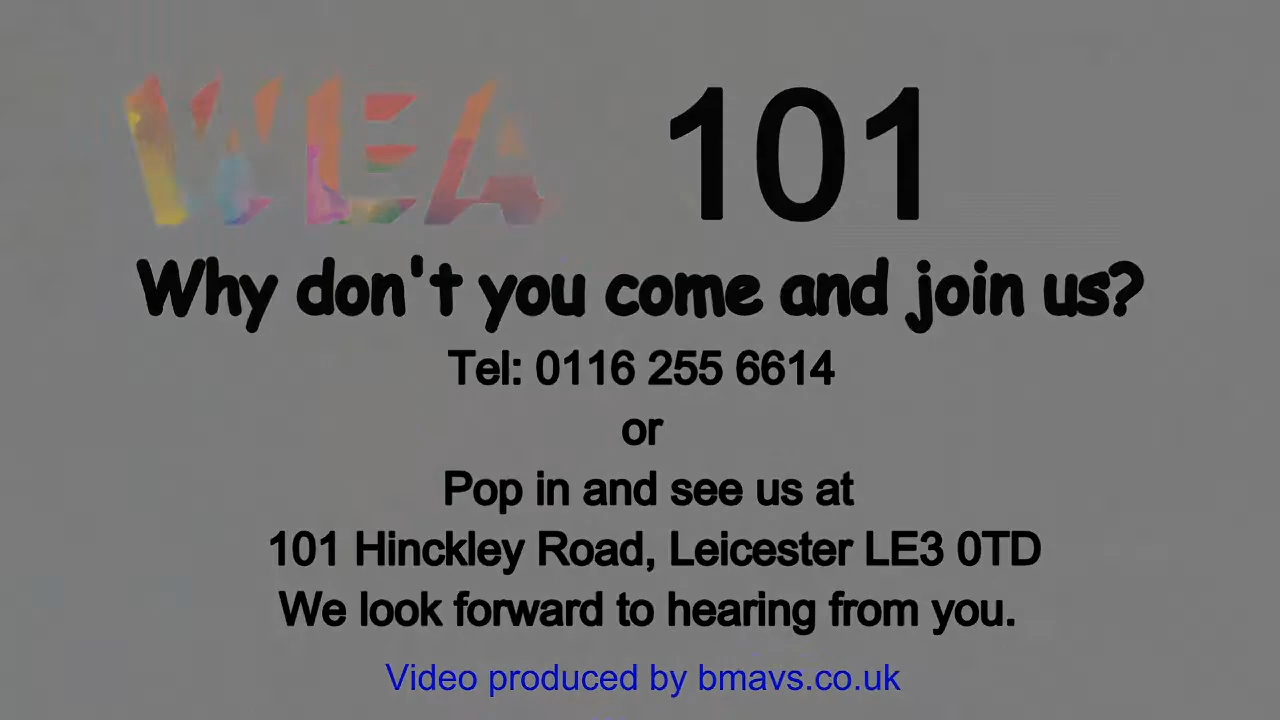 WEA 101
Why don't you come and join us?
Tel: 0116 255 6614
or
Pop in and see us at
101 Hinckley Road, Leicester LE3 0TD
We look forward to hearing from you.
Video produced by bmavs.co.uk